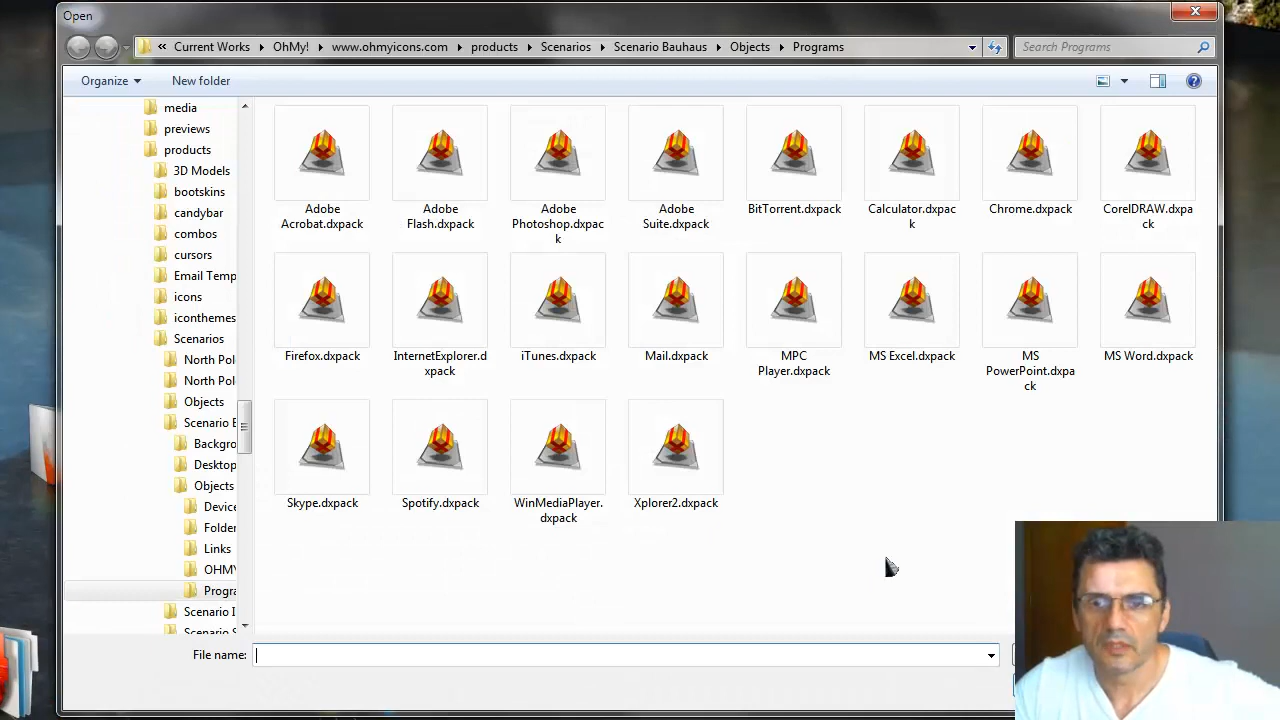 Open
« Current Works OhMy! www.ohmyicons.com products Scenarios Scenario Bauhaus Objects Programs
Search Programs
Organize
New folder
media
previews
products
3D Models
bootskins
candybar
combos
cursors
Email Temp
icons
iconthemes
Scenarios
North Pol
North Pol
Objects
Scenario B
Backgro
Desktop
Objects
Device
Folder
Links
OHMY
Progra
Scenario I
Scenario S
Adobe
Acrobat.dxpack
Adobe
Flash.dxpack
Adobe
Photoshop.dxpac
k
Adobe
Suite.dxpack
BitTorrent.dxpack
Calculator.dxpac
k
Chrome.dxpack
CorelDRAW.dxpa
ck
Firefox.dxpack
InternetExplorer.d
xpack
iTunes.dxpack
Mail.dxpack
MPC
Player.dxpack
MS Excel.dxpack
MS
PowerPoint.dxpa
ck
MS Word.dxpack
Skype.dxpack
Spotify.dxpack
WinMediaPlayer.
dxpack
Xplorer2.dxpack
File name: